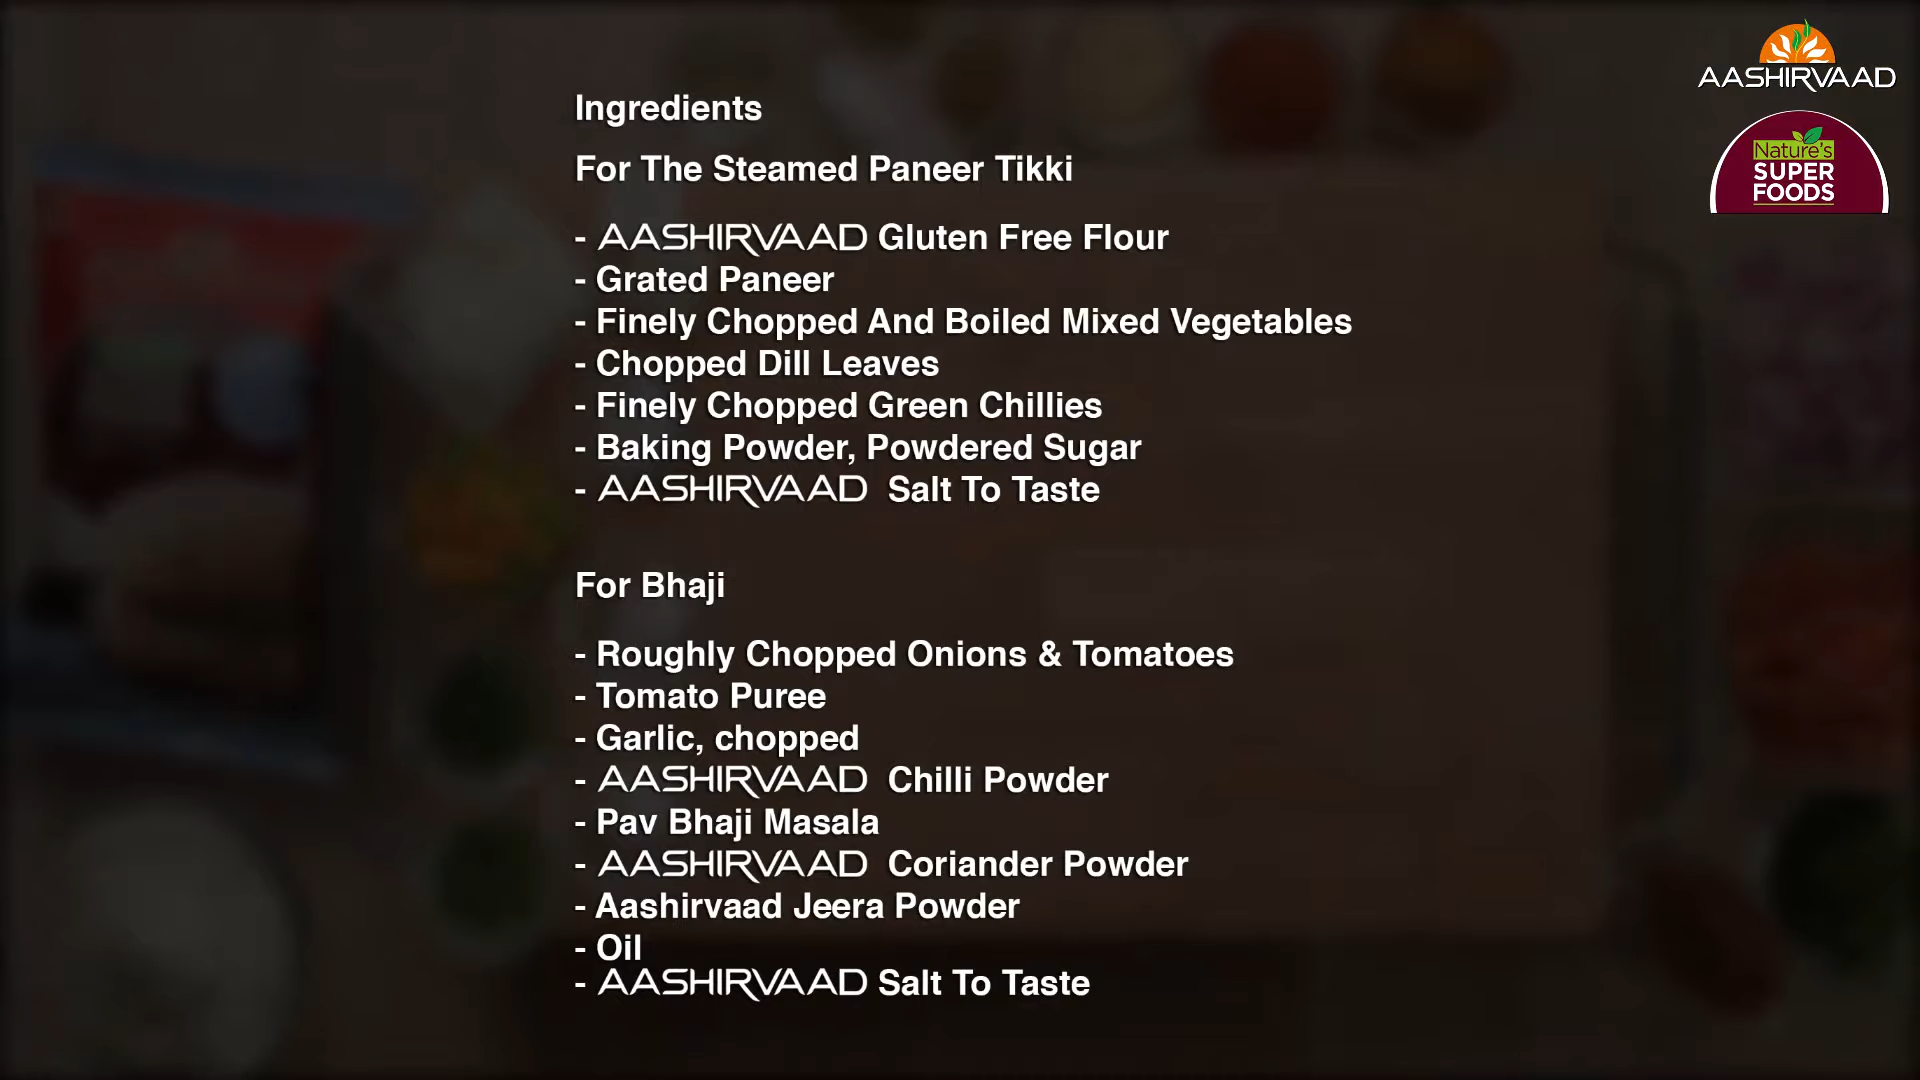 AASHIRVAAD
Nature's
SUPER
FOODS
Ingredients
For The Steamed Paneer Tikki
- AASHIRVAAD Gluten Free Flour
- Grated Paneer
- Finely Chopped And Boiled Mixed Vegetables
- Chopped Dill Leaves
- Finely Chopped Green Chillies
- Baking Powder, Powdered Sugar
- AASHIRVAAD Salt To Taste
For Bhaji
- Roughly Chopped Onions & Tomatoes
- Tomato Puree
- Garlic, chopped
- AASHIRVAAD Chilli Powder
- Pav Bhaji Masala
- AASHIRVAAD Coriander Powder
- Aashirvaad Jeera Powder
- Oil
- AASHIRVAAD Salt To Taste